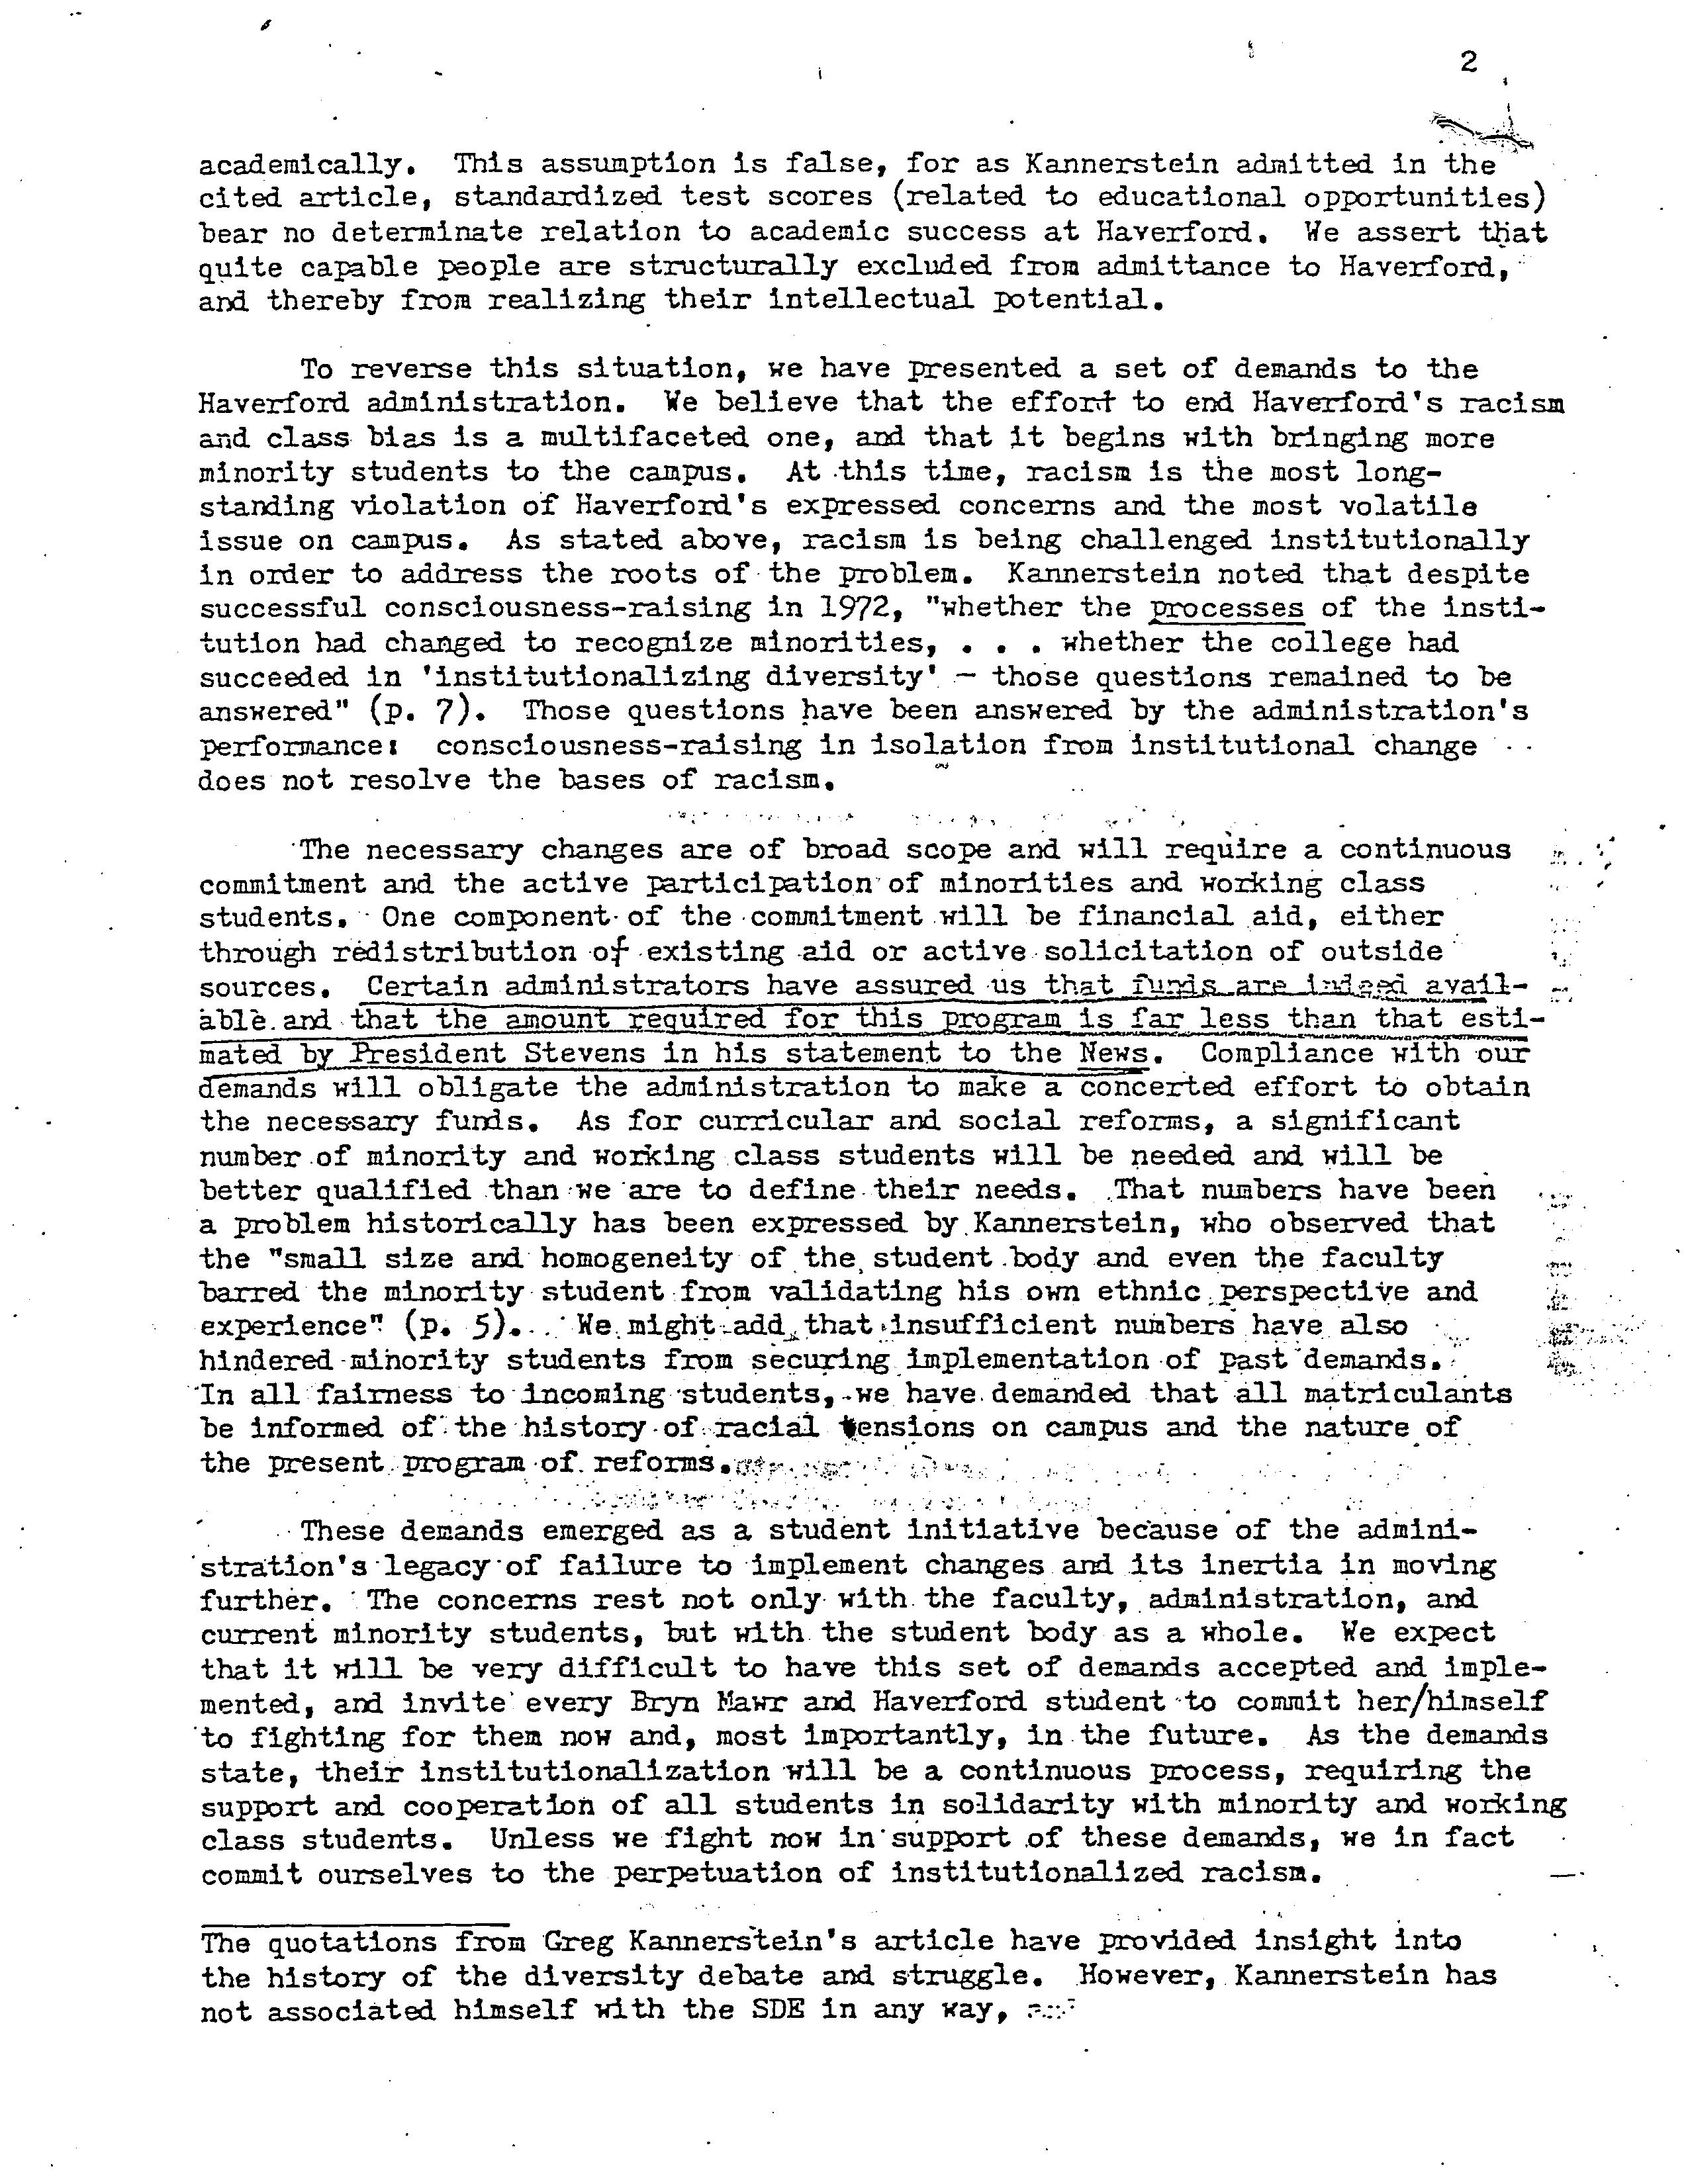 2
academically. This assumption is false, for as Kannerstein admitted in the
cited article, standardized test scores (related to educational opportunities)
bear no determinate relation to academic success at Haverford. We assert that
quite capable people are structurally excluded from admittance to Haverford,
and thereby from realizing their intellectual potential.
To reverse this situation, we have presented a set of demands to the
Haverford administration. We believe that the effort to end Haverford's racism
and class bias is a multifaceted one, and that it begins with bringing more
minority students to the campus. At this time, racism is the most long-
standing violation of Haverford's expressed concerns and the most volatile
issue on campus. As stated above, racism is being challenged institutionally
in order to address the roots of the problem. Kannerstein noted that despite
successful consciousness-raising in 1972, "whether the processes of the insti-
tution had changed to recognize minorities, . . . whether the college had
succeeded in 'institutionalizing diversity' - those questions remained to be
answered" (p. 7). Those questions have been answered by the administration's
performance: consciousness-raising in isolation from institutional change
does not resolve the bases of racism.
The necessary changes are of broad scope and will require a continuous
commitment and the active participation of minorities and working class
students. One component of the commitment will be financial aid, either
through redistribution of existing aid or active solicitation of outside
sources. Certain administrators have assured us that funds are indeed avail-
able and that the amount required for this program is far less than that esti-
mated by President Stevens in his statement to the News. Compliance with our
demands will obligate the administration to make a concerted effort to obtain
the necessary funds. As for curricular and social reforms, a significant
number of minority and working class students will be needed and will be
better qualified than we are to define their needs. That numbers have been
a problem historically has been expressed by Kannerstein, who observed that
the "small size and homogeneity of the student body and even the faculty
barred the minority student from validating his own ethnic perspective and
experience" (p. 5). We might add that insufficient numbers have also
hindered minority students from securing implementation of past demands.
In all fairness to incoming students, we have demanded that all matriculants
be informed of the history of racial tensions on campus and the nature of
the present program of reforms.
These demands emerged as a student initiative because of the admini-
stration's legacy of failure to implement changes and its inertia in moving
further. The concerns rest not only with the faculty, administration, and
current minority students, but with the student body as a whole. We expect
that it will be very difficult to have this set of demands accepted and imple-
mented, and invite every Bryn Mawr and Haverford student to commit her/himself
to fighting for them now and, most importantly, in the future. As the demands
state, their institutionalization will be a continuous process, requiring the
support and cooperation of all students in solidarity with minority and working
class students. Unless we fight now in support of these demands, we in fact
commit ourselves to the perpetuation of institutionalized racism.
The quotations from Greg Kannerstein's article have provided insight into
the history of the diversity debate and struggle. However, Kannerstein has
not associated himself with the SDE in any way,